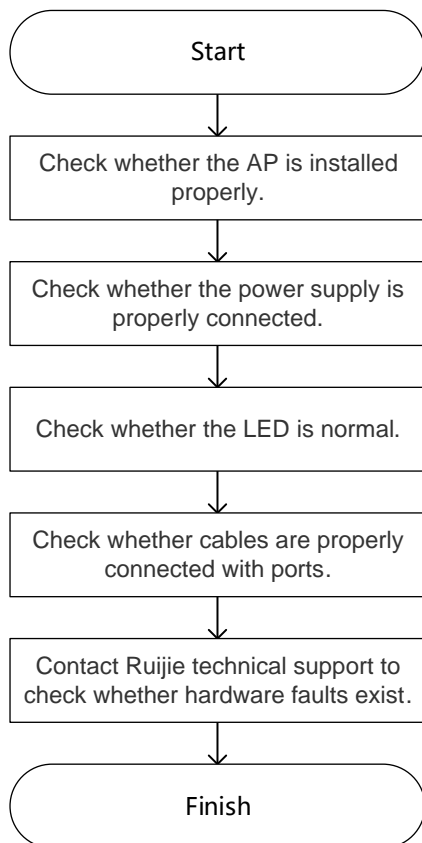 Start
Check whether the AP is installed
properly.
Check whether the power supply is
properly connected.
Check whether the LED is normal.
Check whether cables are properly
connected with ports.
Contact Ruijie technical support to
check whether hardware faults exist.
Finish